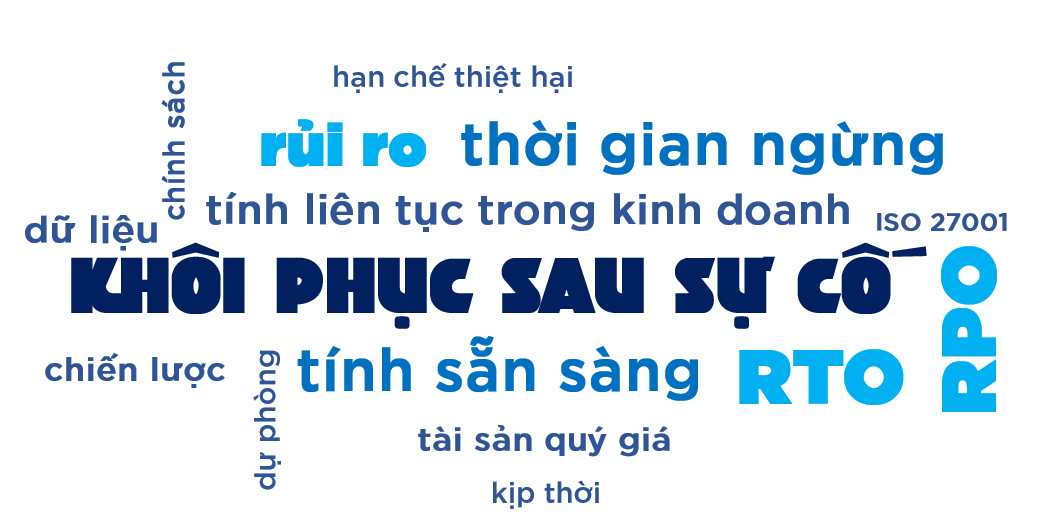 hạn chế thiệt hại
chính sách
rủi ro
thời gian ngừng
tính liên tục trong kinh doanh
dữ liệu
ISO 27001
KHÔI PHỤC SAU SỰ CỐ
RPO
chiến lược
dự phòng
tính sẵn sàng
RTO
tài sản quý giá
kịp thời